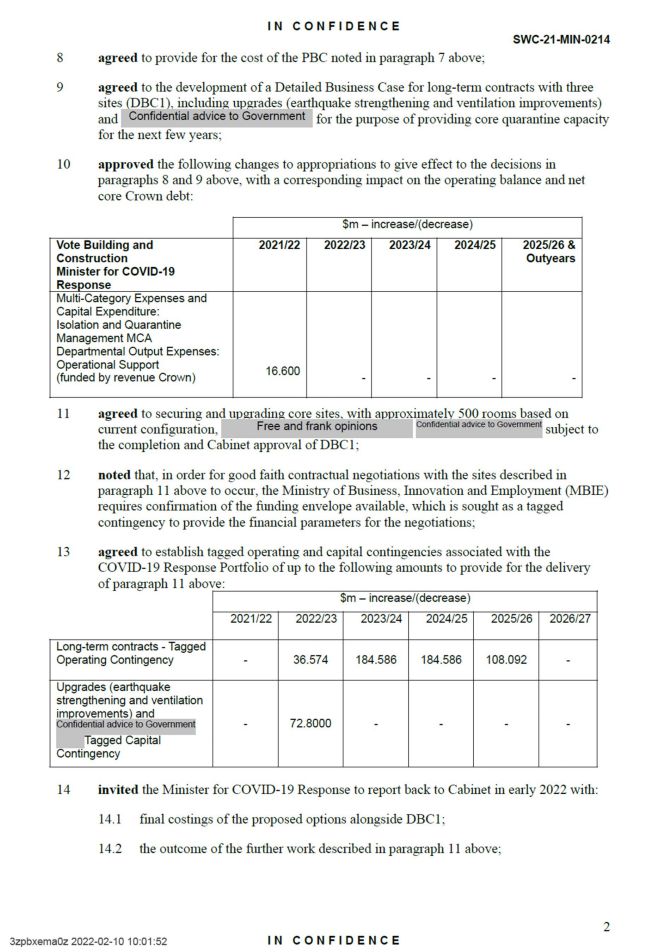 IN CONFIDENCE
SWC-21-MIN-0214
8 agreed to provide for the cost of the PBC noted in paragraph 7 above;
9 agreed to the development of a Detailed Business Case for long-term contracts with three
sites (DBC1), including upgrades (earthquake strengthening and ventilation improvements)
and Confidential advice to Government for the purpose of providing core quarantine capacity
for the next few years;
10 approved the following changes to appropriations to give effect to the decisions in
paragraphs 8 and 9 above, with a corresponding impact on the operating balance and net
core Crown debt:
$m – increase/(decrease)
Vote Building and 2021/22 2022/23 2023/24 2024/25 2025/26 &
Construction Outyears
Minister for COVID-19
Response
Multi-Category Expenses and
Capital Expenditure:
Isolation and Quarantine
Management MCA
Departmental Output Expenses:
Operational Support
(funded by revenue Crown) 16.600 - - - -
11 agreed to securing and upgrading core sites, with approximately 500 rooms based on
current configuration, Free and frank opinions Confidential advice to Government subject to
the completion and Cabinet approval of DBC1;
12 noted that, in order for good faith contractual negotiations with the sites described in
paragraph 11 above to occur, the Ministry of Business, Innovation and Employment (MBIE)
requires confirmation of the funding envelope available, which is sought as a tagged
contingency to provide the financial parameters for the negotiations;
13 agreed to establish tagged operating and capital contingencies associated with the
COVID-19 Response Portfolio of up to the following amounts to provide for the delivery
of paragraph 11 above:
$m – increase/(decrease)
2021/22 2022/23 2023/24 2024/25 2025/26 2026/27
Long-term contracts - Tagged
Operating Contingency - 36.574 184.586 184.586 108.092 -
Upgrades (earthquake
strengthening and ventilation
improvements) and
Confidential advice to Government - 72.8000 - - - -
Tagged Capital
Contingency
14 invited the Minister for COVID-19 Response to report back to Cabinet in early 2022 with:
14.1 final costings of the proposed options alongside DBC1;
14.2 the outcome of the further work described in paragraph 11 above;
2
3zpbxema0z 2022-02-10 10:01:52
IN CONFIDENCE